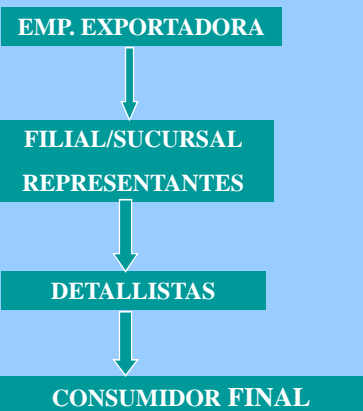 EMP. EXPORTADORA
FILIAL/SUCURSAL
REPRESENTANTES
DETALLISTAS
CONSUMIDOR FINAL